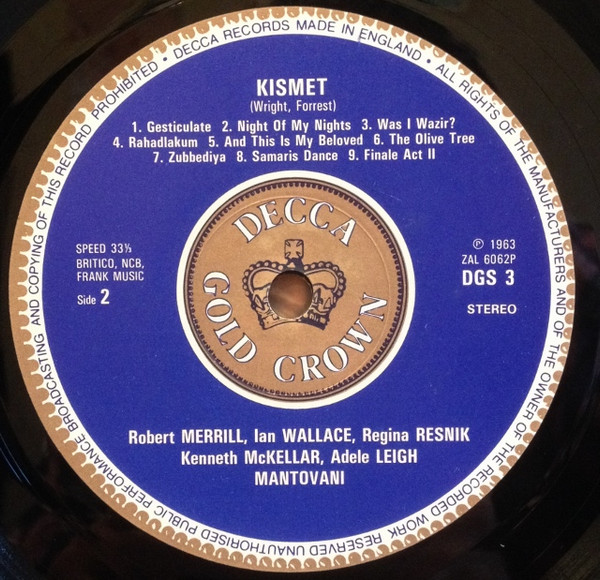 • DECCA RECORDS MADE IN ENGLAND • ALL RIGHTS OF THE MANUFACTURERS AND OF THE OWNER OF THE RECORDED WORK RESERVED UNAUTHORISED PUBLIC PERFORMANCE BROADCASTING AND COPYING OF THIS RECORD PROHIBITED
KISMET
(Wright, Forrest)
1. Gesticulate 2. Night Of My Nights 3. Was I Wazir?
4. Rahadlakum 5. And This Is My Beloved 6. The Olive Tree
7. Zubbediya 8. Samaris Dance 9. Finale Act II
DECCA
GOLD CROWN
SPEED 33⅓
BRITICO, NCB,
FRANK MUSIC
Side 2
℗ 1963
ZAL 6062P
DGS 3
STEREO
Robert MERRILL, Ian WALLACE, Regina RESNIK
Kenneth McKELLAR, Adele LEIGH
MANTOVANI